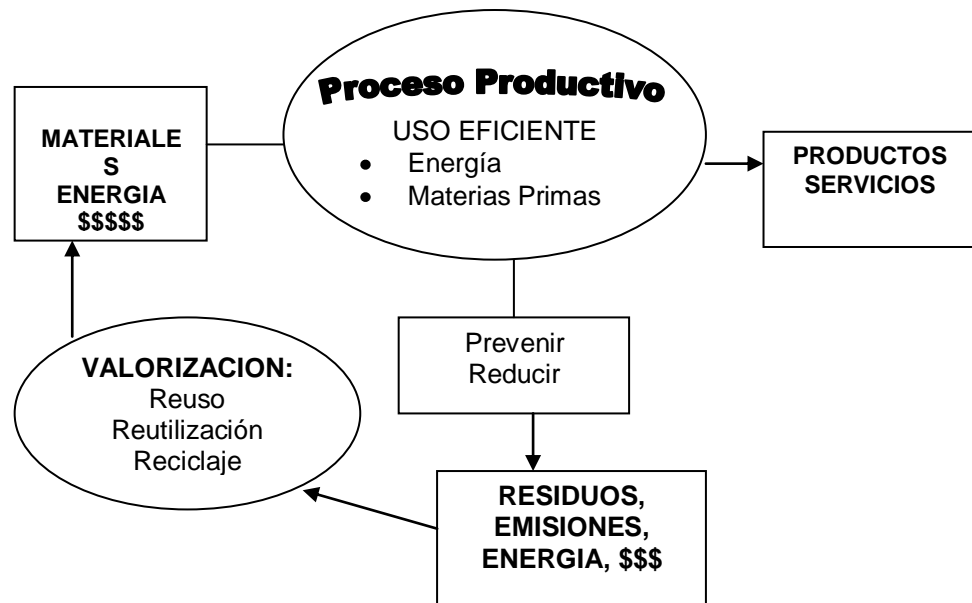 Proceso Productivo
USO EFICIENTE
• Energía
• Materias Primas
MATERIALE
S
ENERGIA
$$$$$
PRODUCTOS
SERVICIOS
Prevenir
Reducir
VALORIZACION:
Reuso
Reutilización
Reciclaje
RESIDUOS,
EMISIONES,
ENERGIA, $$$